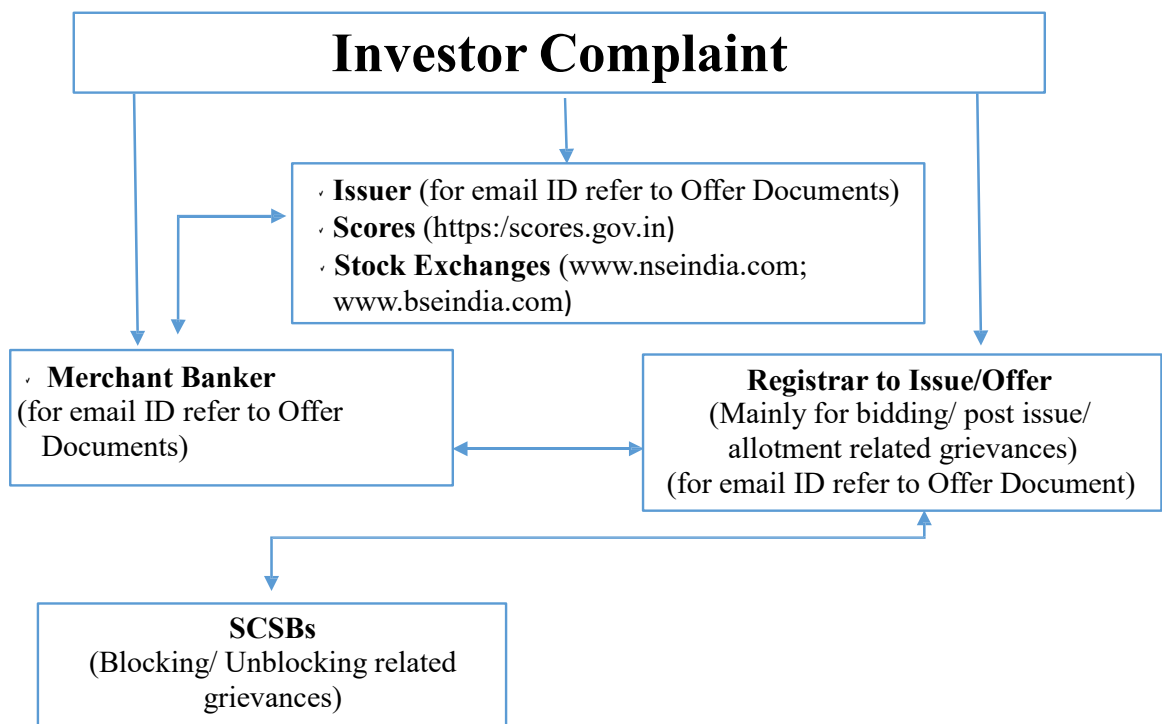 Investor Complaint
✓ Issuer (for email ID refer to Offer Documents)
✓ Scores (https:/scores.gov.in)
✓ Stock Exchanges (www.nseindia.com;
www.bseindia.com)
✓ Merchant Banker
(for email ID refer to Offer
Documents)
Registrar to Issue/Offer
(Mainly for bidding/ post issue/
allotment related grievances)
(for email ID refer to Offer Document)
SCSBs
(Blocking/ Unblocking related
grievances)